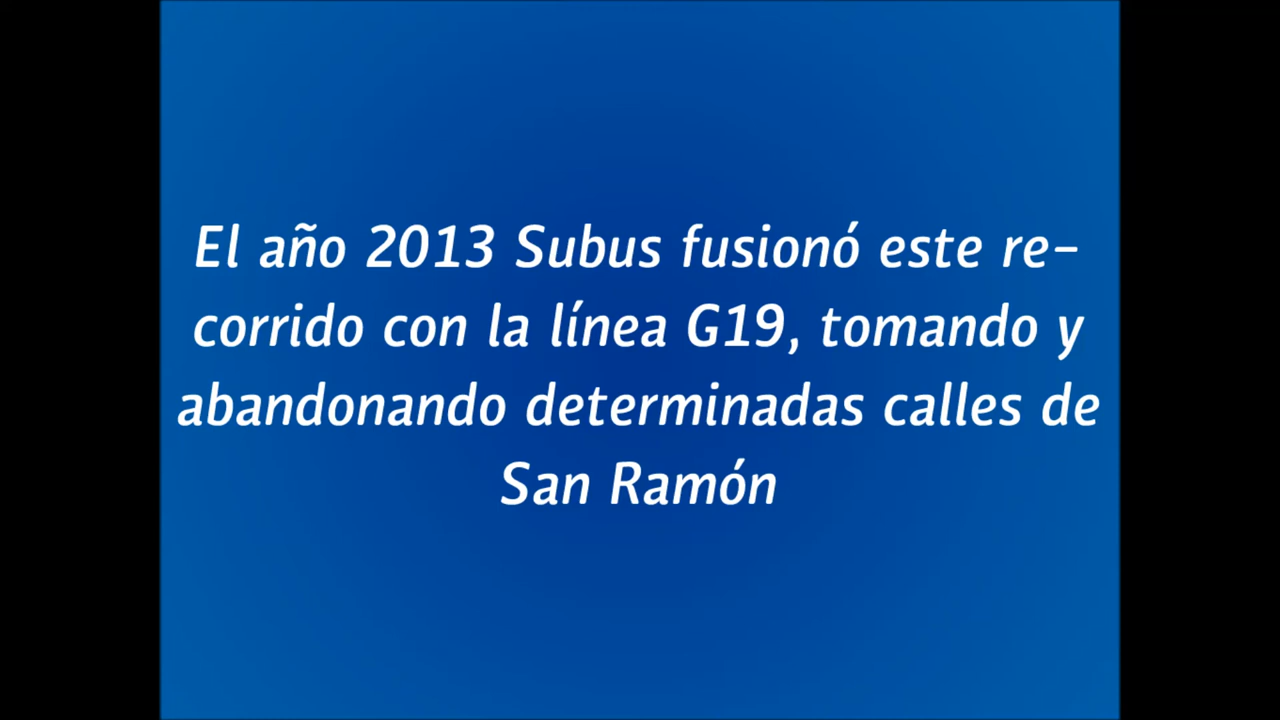 El año 2013 Subus fusionó este re-
corrido con la línea G19, tomando y
abandonando determinadas calles de
San Ramón